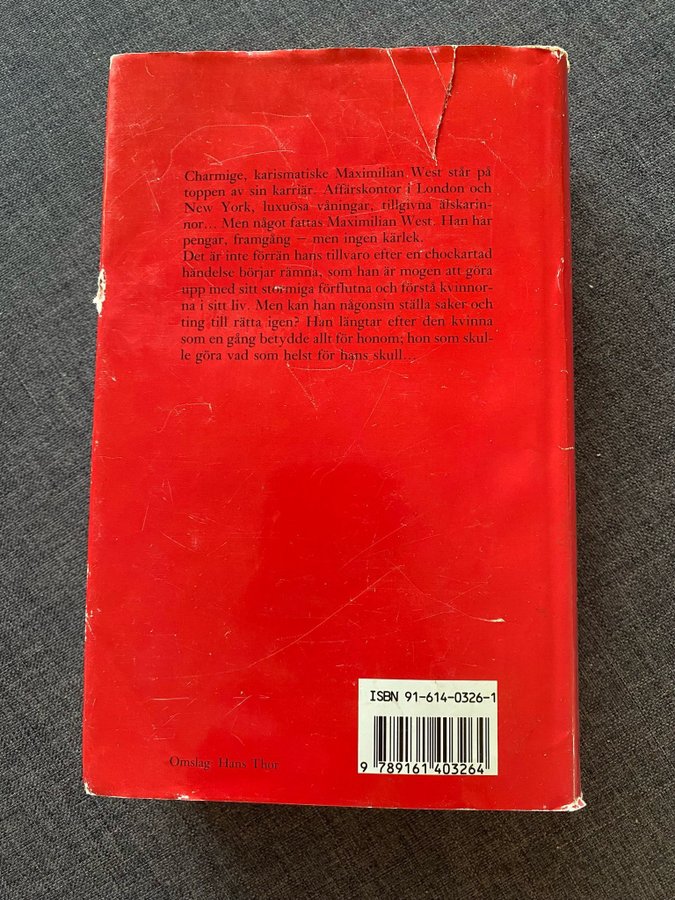 Charmige, karismatiske Maximilian West står på
toppen av sin karriär. Affärskontor i London och
New York, luxuösa våningar, tillgivna älskarin-
nor... Men något fattas Maximilian West. Han har
pengar, framgång – men ingen kärlek.
Det är inte förrän hans tillvaro efter en chockartad
händelse börjar rämna, som han är mogen att göra
upp med sitt stormiga förflutna och förstå kvinnor-
na i sitt liv. Men kan han någonsin ställa saker och
ting till rätta igen? Han längtar efter den kvinna
som en gång betydde allt för honom; hon som skul-
le göra vad som helst för hans skull...
ISBN 91-614-0326-1
9 789161 403264
Omslag: Hans Thor